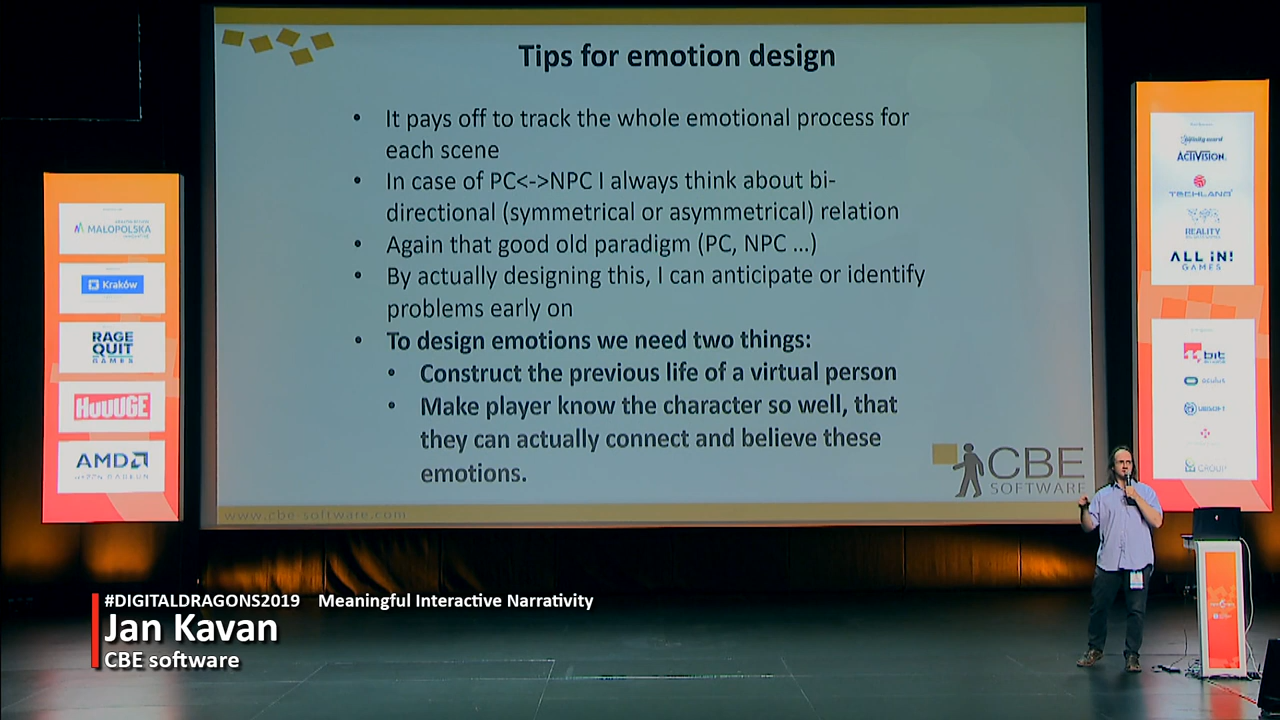 Tips for emotion design
• It pays off to track the whole emotional process for
each scene
• In case of PC<->NPC I always think about bi-
directional (symmetrical or asymmetrical) relation
• Again that good old paradigm (PC, NPC ...)
• By actually designing this, I can anticipate or identify
problems early on
• To design emotions we need two things:
• Construct the previous life of a virtual person
• Make player know the character so well, that
they can actually connect and believe these
emotions.
CBE
SOFTWARE
www.cbe-software.com
MAŁOPOLSKA
Kraków
RAGE
QUIT
GAMES
HUUUGE
AMD
RYZEN RADEON
ACTIVISION
TECHLAND
REALITY
ALL iN!
GAMES
11 bit
oculus
UBISOFT
GROUP
#DIGITALDRAGONS2019 Meaningful Interactive Narrativity
Jan Kavan
CBE software